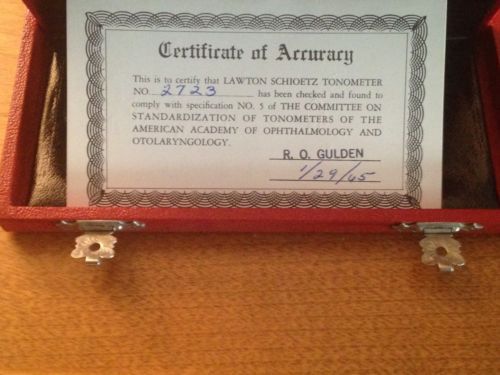 Certificate of Accuracy
This is to certify that LAWTON SCHIOETZ TONOMETER
NO. 2723 has been checked and found to
comply with specification NO. 5 of THE COMMITTEE ON
STANDARDIZATION OF TONOMETERS OF THE
AMERICAN ACADEMY OF OPHTHALMOLOGY AND
OTOLARYNGOLOGY.
R. O. GULDEN
1/29/65